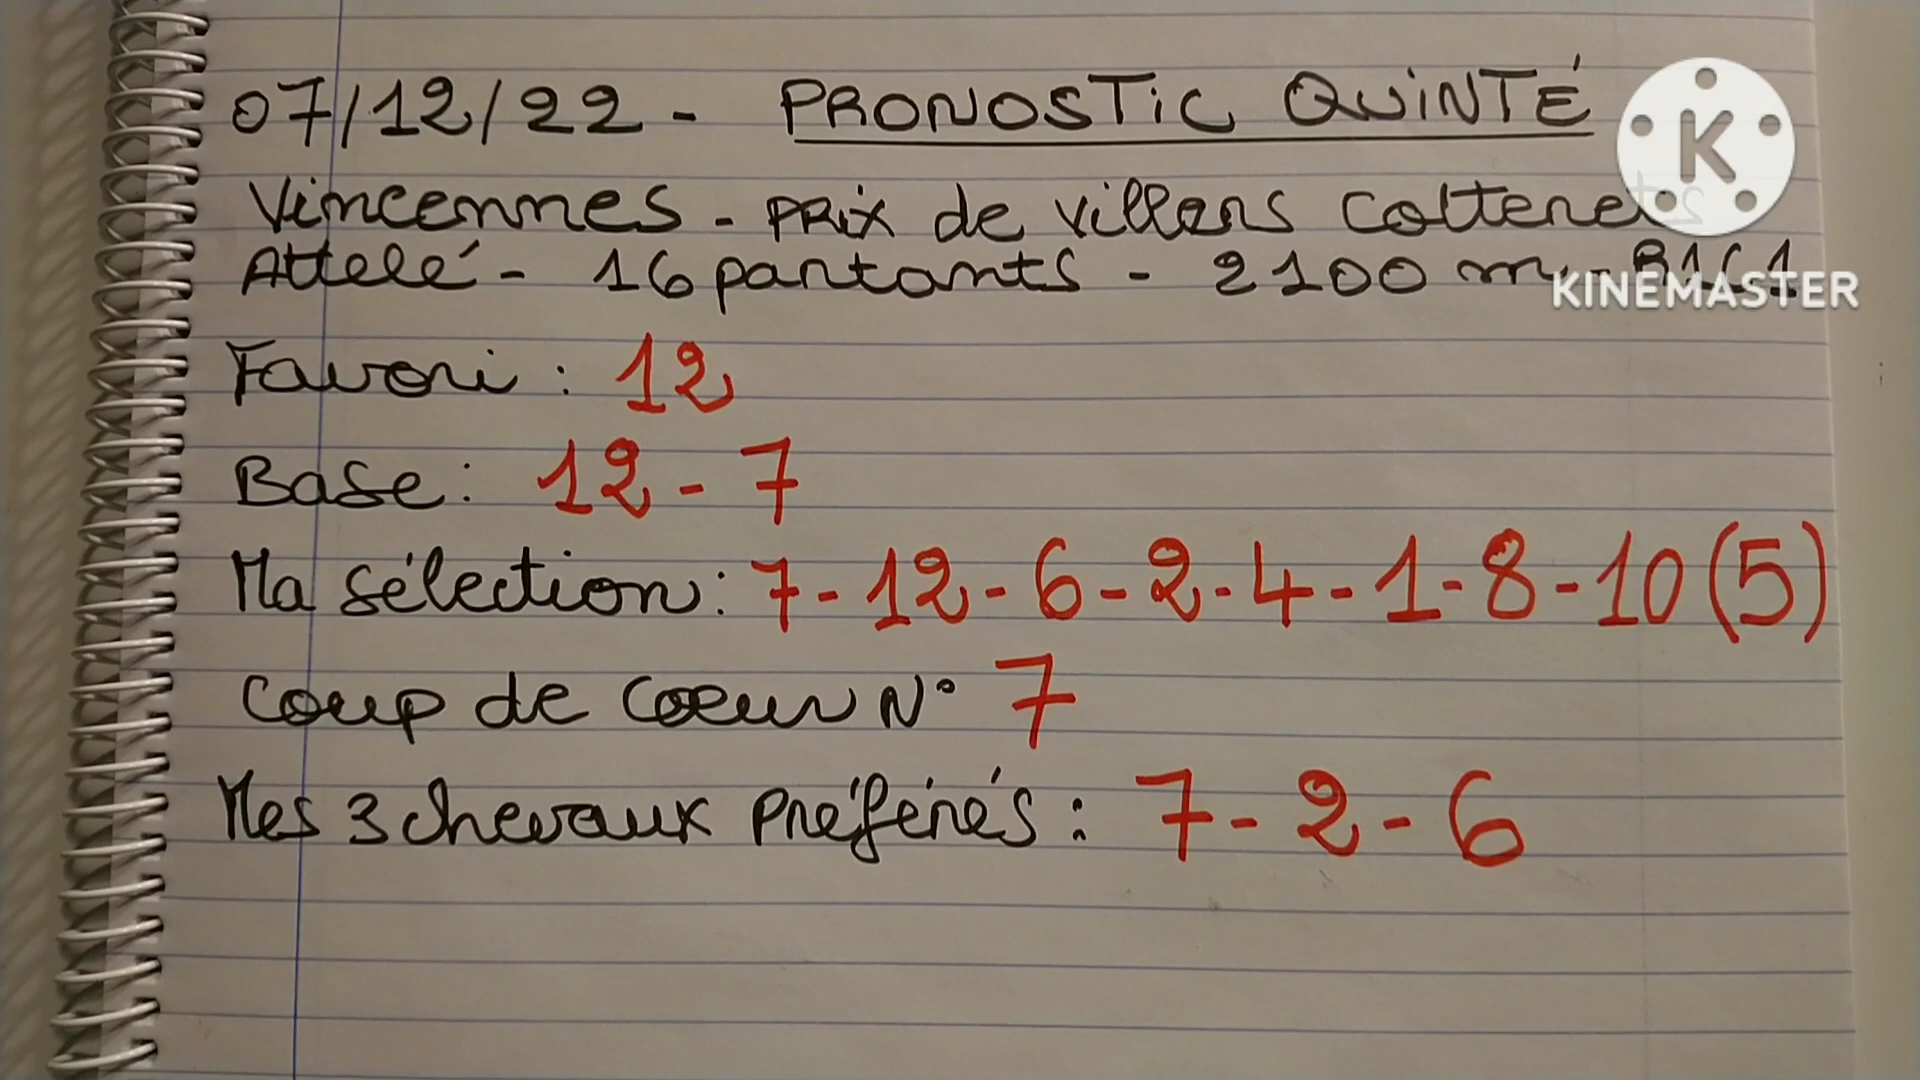 07/12/22 - PRONOSTIC QUINTÉ
Vincennes - PRIX de Villers Cotterets
Attelé - 16 partants - 2100 m - R1C1
Favori : 12
Base : 12 - 7
Ma sélection : 7 - 12 - 6 - 2 - 4 - 1 - 8 - 10 (5)
Coup de Coeur N° 7
Mes 3 chevaux PRéféRéS : 7 - 2 - 6
K
KINEMASTER